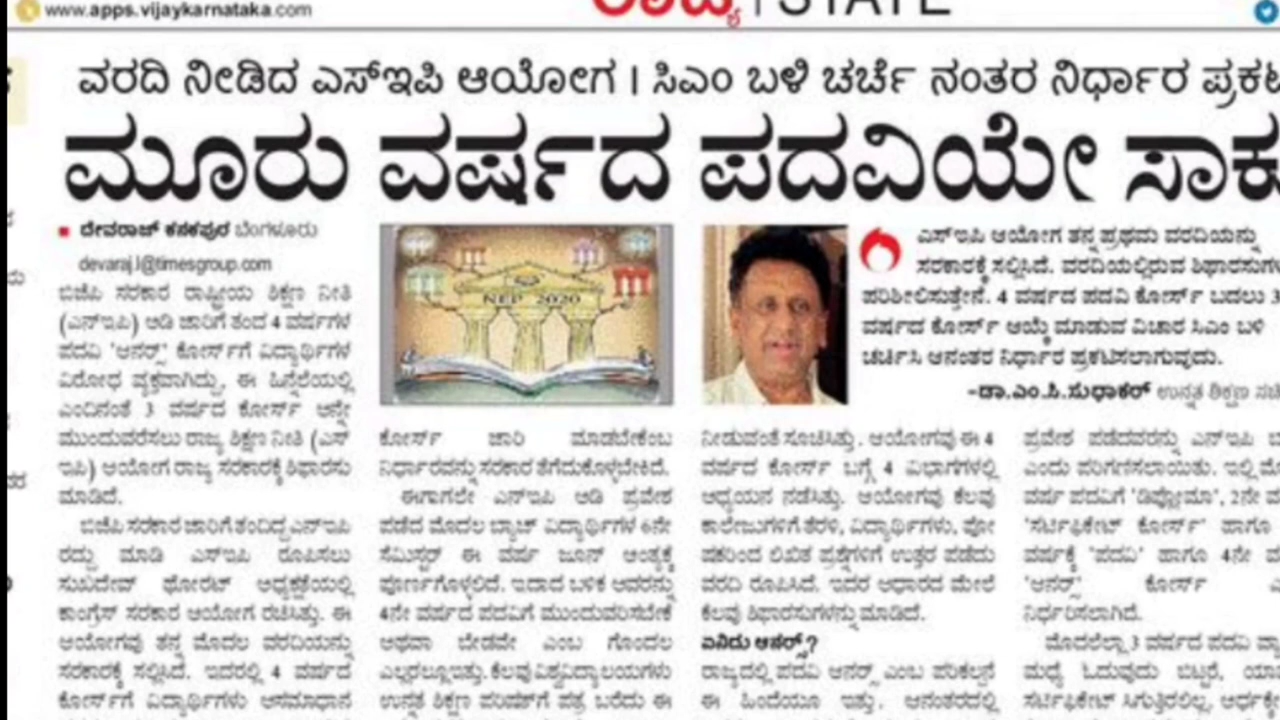 www.apps.vijaykarnataka.com
ರಾಜ್ಯ | STATE
ವರದಿ ನೀಡಿದ ಎಸ್‌ಇಪಿ ಆಯೋಗ | ಸಿಎಂ ಬಳಿ ಚರ್ಚೆ ನಂತರ ನಿರ್ಧಾರ ಪ್ರಕಟ
ಮೂರು ವರ್ಷದ ಪದವಿಯೇ ಸಾಕು
ದೇವರಾಜ್ ಕನಕಪುರ ಬೆಂಗಳೂರು
devaraj.l@timesgroup.com
ಬಿಜೆಪಿ ಸರಕಾರ ರಾಷ್ಟ್ರೀಯ ಶಿಕ್ಷಣ ನೀತಿ
(ಎನ್‌ಇಪಿ) ಅಡಿ ಜಾರಿಗೆ ತಂದ 4 ವರ್ಷಗಳ
ಪದವಿ 'ಆನರ್ಸ್' ಕೋರ್ಸ್‌ಗೆ ವಿದ್ಯಾರ್ಥಿಗಳ
ವಿರೋಧ ವ್ಯಕ್ತವಾಗಿದ್ದು, ಈ ಹಿನ್ನೆಲೆಯಲ್ಲಿ
ಎಂದಿನಂತೆ 3 ವರ್ಷದ ಕೋರ್ಸ್ ಅನ್ನೇ
ಮುಂದುವರೆಸಲು ರಾಜ್ಯ ಶಿಕ್ಷಣ ನೀತಿ (ಎಸ್
ಇಪಿ) ಆಯೋಗ ರಾಜ್ಯ ಸರಕಾರಕ್ಕೆ ಶಿಫಾರಸು
ಮಾಡಿದೆ.
ಬಿಜೆಪಿ ಸರಕಾರ ಜಾರಿಗೆ ತಂದಿದ್ದ ಎನ್‌ಇಪಿ
ರದ್ದು ಮಾಡಿ ಎಸ್‌ಇಪಿ ರೂಪಿಸಲು
ಸುಖದೇವ್ ಥೋರಟ್ ಅಧ್ಯಕ್ಷತೆಯಲ್ಲಿ
ಕಾಂಗ್ರೆಸ್ ಸರಕಾರ ಆಯೋಗ ರಚಿಸಿತ್ತು. ಈ
ಆಯೋಗವು ತನ್ನ ಮೊದಲ ವರದಿಯನ್ನು
ಸರಕಾರಕ್ಕೆ ಸಲ್ಲಿಸಿದೆ. ಇದರಲ್ಲಿ 4 ವರ್ಷದ
ಕೋರ್ಸ್‌ಗೆ ವಿದ್ಯಾರ್ಥಿಗಳು ಅಸಮಾಧಾನ
NEP 2020
ಎಸ್‌ಇಪಿ ಆಯೋಗ ತನ್ನ ಪ್ರಥಮ ವರದಿಯನ್ನು
ಸರಕಾರಕ್ಕೆ ಸಲ್ಲಿಸಿದೆ. ವರದಿಯಲ್ಲಿರುವ ಶಿಫಾರಸುಗಳ
ಪರಿಶೀಲಿಸುತ್ತೇನೆ. 4 ವರ್ಷದ ಪದವಿ ಕೋರ್ಸ್ ಬದಲು 3
ವರ್ಷದ ಕೋರ್ಸ್ ಆಯ್ಕೆ ಮಾಡುವ ವಿಚಾರ ಸಿಎಂ ಬಳಿ
ಚರ್ಚಿಸಿ ಆನಂತರ ನಿರ್ಧಾರ ಪ್ರಕಟಿಸಲಾಗುವುದು.
-ಡಾ.ಎಂ.ಸಿ.ಸುಧಾಕರ್ ಉನ್ನತ ಶಿಕ್ಷಣ ಸಚಿ
ಕೋರ್ಸ್ ಜಾರಿ ಮಾಡಬೇಕೆಂಬ
ನಿರ್ಧಾರವನ್ನು ಸರಕಾರ ತೆಗೆದುಕೊಳ್ಳಬೇಕಿದೆ.
ಈಗಾಗಲೇ ಎನ್‌ಇಪಿ ಅಡಿ ಪ್ರವೇಶ
ಪಡೆದ ಮೊದಲ ಬ್ಯಾಚ್ ವಿದ್ಯಾರ್ಥಿಗಳ 6ನೇ
ಸೆಮಿಸ್ಟರ್ ಈ ವರ್ಷ ಜೂನ್ ಅಂತ್ಯಕ್ಕೆ
ಪೂರ್ಣಗೊಳ್ಳಲಿದೆ. ಇದಾದ ಬಳಿಕ ಅವರನ್ನು
4ನೇ ವರ್ಷದ ಪದವಿಗೆ ಮುಂದುವರಿಸಬೇಕೆ
ಅಥವಾ ಬೇಡವೇ ಎಂಬ ಗೊಂದಲ
ಎಲ್ಲರಲ್ಲೂ ಇತ್ತು. ಕೆಲವು ವಿಶ್ವವಿದ್ಯಾಲಯಗಳು
ಉನ್ನತ ಶಿಕ್ಷಣ ಪರಿಷತ್‌ಗೆ ಪತ್ರ ಬರೆದು ಈ
ನೀಡುವಂತೆ ಸೂಚಿಸಿತ್ತು. ಆಯೋಗವು ಈ 4
ವರ್ಷದ ಕೋರ್ಸ್ ಬಗ್ಗೆ 4 ವಿಭಾಗಗಳಲ್ಲಿ
ಅಧ್ಯಯನ ನಡೆಸಿತ್ತು. ಆಯೋಗವು ಕೆಲವು
ಕಾಲೇಜುಗಳಿಗೆ ತೆರಳಿ, ವಿದ್ಯಾರ್ಥಿಗಳು, ಪೋ
ಷಕರಿಂದ ಲಿಖಿತ ಪ್ರಶ್ನೆಗಳಿಗೆ ಉತ್ತರ ಪಡೆದು
ವರದಿ ರೂಪಿಸಿದೆ. ಇದರ ಆಧಾರದ ಮೇಲೆ
ಕೆಲವು ಶಿಫಾರಸುಗಳನ್ನು ಮಾಡಿದೆ.
ಏನಿದು ಆನರ್ಸ್?
ರಾಜ್ಯದಲ್ಲಿ ಪದವಿ ಆನರ್ಸ್ ಎಂಬ ಪರಿಕಲ್ಪನೆ
ಈ ಹಿಂದೆಯೂ ಇತ್ತು. ಆನಂತರದಲ್ಲಿ
ಪ್ರವೇಶ ಪಡೆದವರನ್ನು ಎನ್‌ಇಪಿ
ಎಂದು ಪರಿಗಣಿಸಲಾಯಿತು. ಇಲ್ಲಿ ಮೊ
ವರ್ಷ ಪದವಿಗೆ 'ಡಿಪ್ಲೋಮಾ', 2ನೇ ವ
'ಸರ್ಟಿಫಿಕೇಟ್ ಕೋರ್ಸ್' ಹಾಗೂ
ವರ್ಷಕ್ಕೆ 'ಪದವಿ' ಹಾಗೂ 4ನೇ ವ
'ಆನರ್ಸ್' ಕೋರ್ಸ್
ನಿರ್ಧರಿಸಲಾಗಿದೆ.
ಮೊದಲೆಲ್ಲಾ 3 ವರ್ಷದ ಪದವಿ ವ್ಯಾ
ಮಧ್ಯೆ ಓದುವುದು ಬಿಟ್ಟರೆ, ಯಾ
ಸರ್ಟಿಫಿಕೇಟ್ ಸಿಗುತ್ತಿರಲಿಲ್ಲ. ಅರ್ಧಕ್ಕೇ